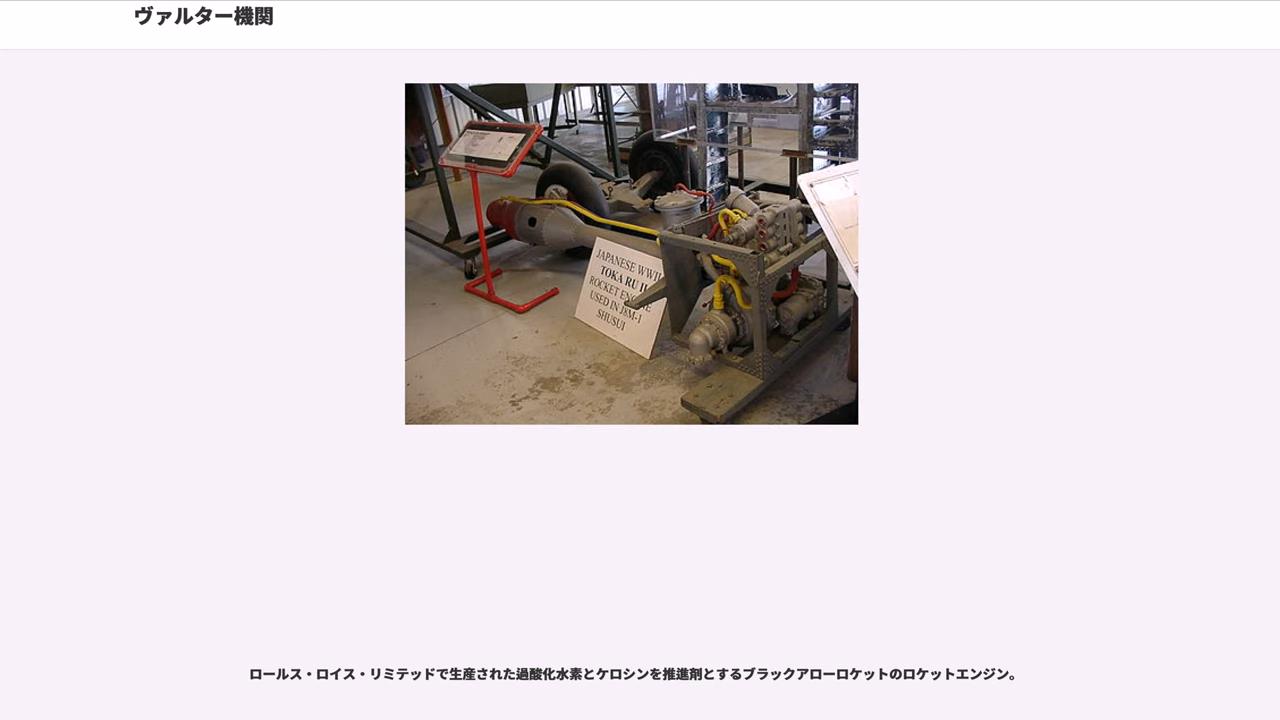 ヴァルター機関
JAPANESE WWII
TOKA RU II
ROCKET ENGINE
USED IN J8M-1
SHUSUI
ロールス・ロイス・リミテッドで生産された過酸化水素とケロシンを推進剤とするブラックアローロケットのロケットエンジン。